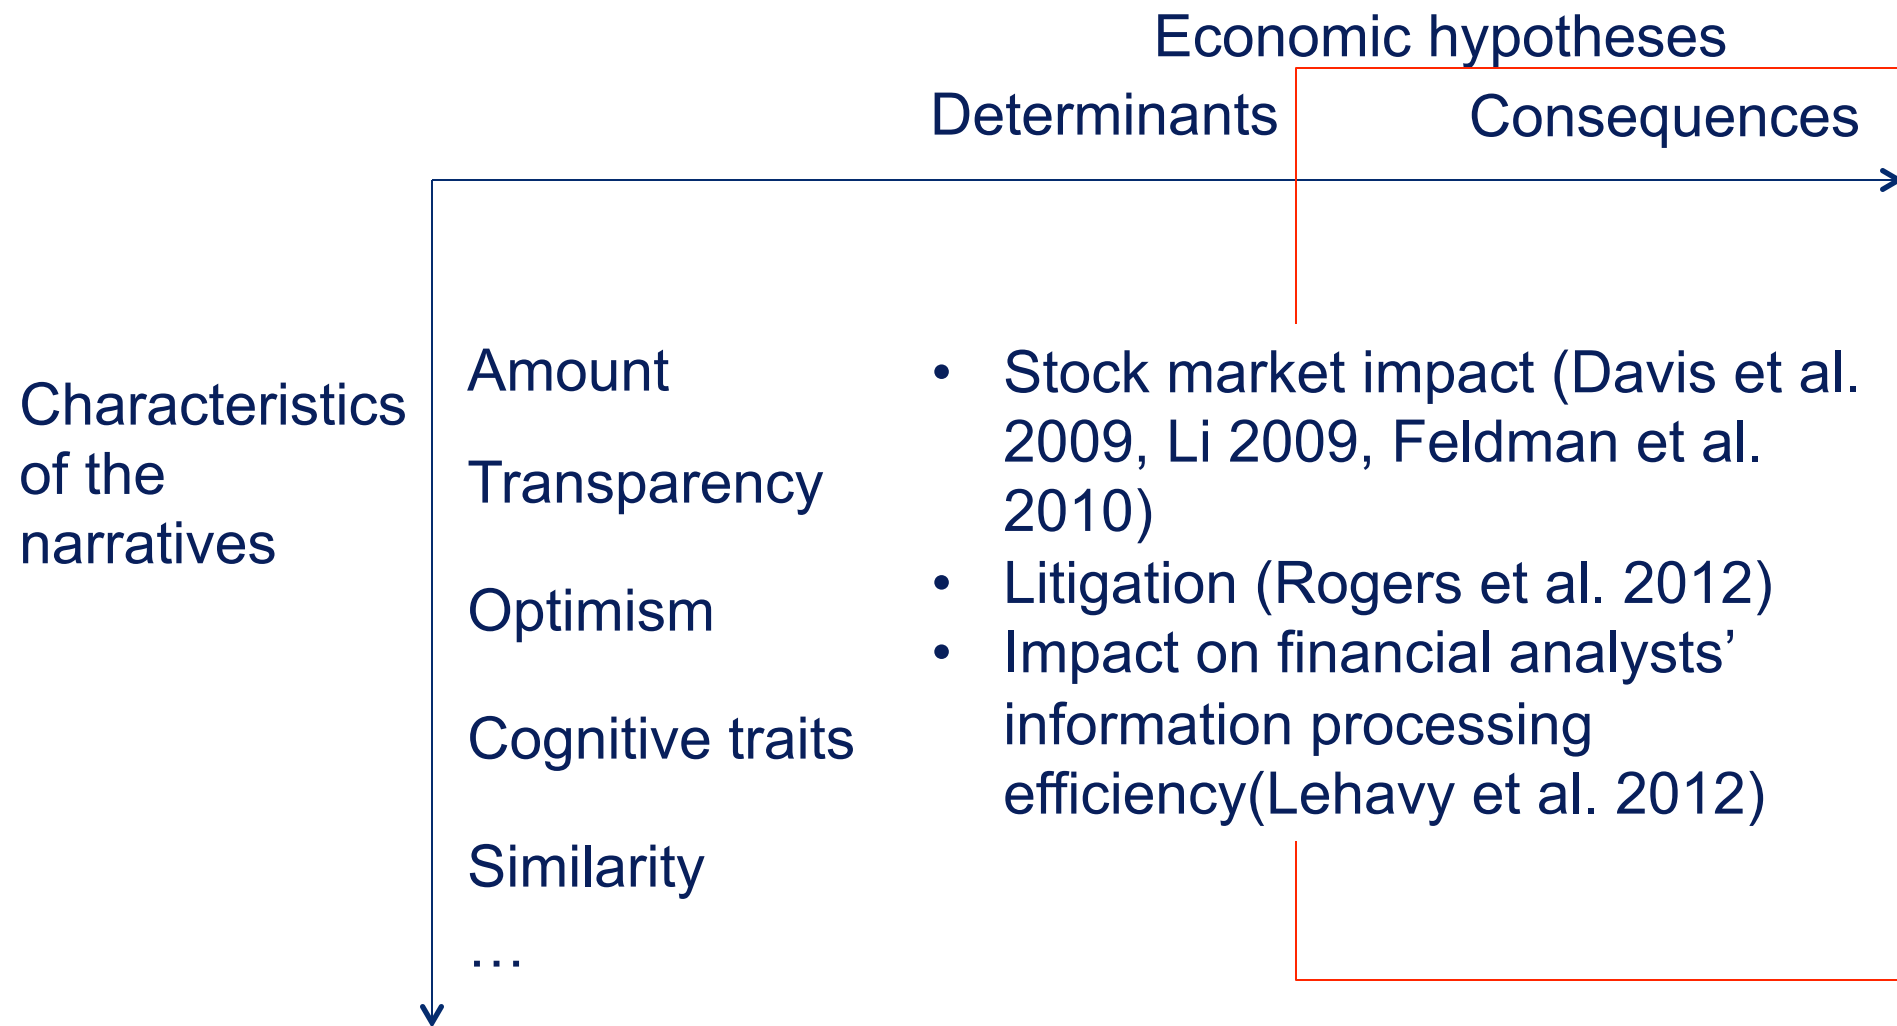 Economic hypotheses
Determinants
Consequences
Characteristics
of the
narratives
Amount
Transparency
Optimism
Cognitive traits
Similarity
…
• Stock market impact (Davis et al.
2009, Li 2009, Feldman et al.
2010)
• Litigation (Rogers et al. 2012)
• Impact on financial analysts’
information processing
efficiency(Lehavy et al. 2012)